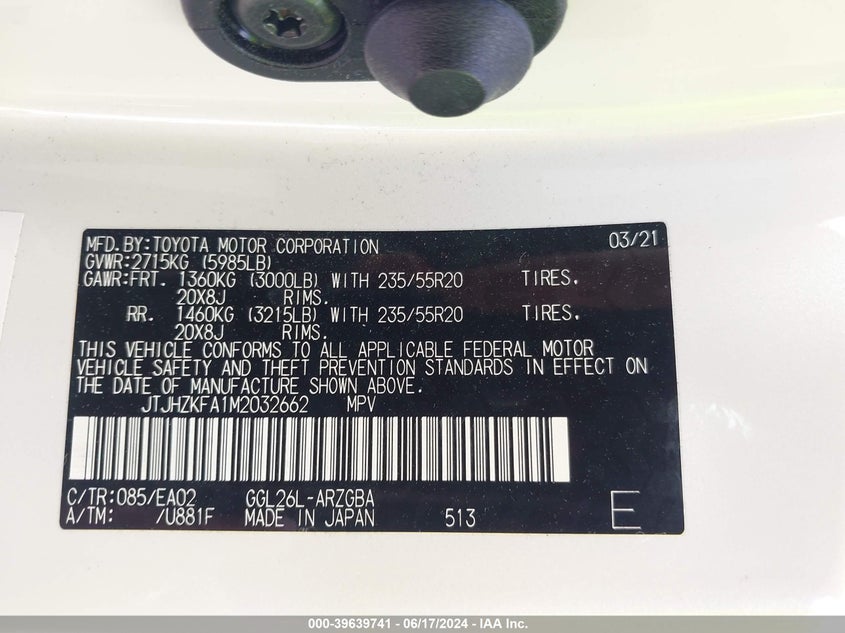 MFD.BY:TOYOTA MOTOR CORPORATION 03/21
GVWR:2715KG (5985LB)
GAWR:FRT. 1360KG (3000LB) WITH 235/55R20 TIRES.
20X8J RIMS.
RR. 1460KG (3215LB) WITH 235/55R20 TIRES.
20X8J RIMS.
THIS VEHICLE CONFORMS TO ALL APPLICABLE FEDERAL MOTOR
VEHICLE SAFETY AND THEFT PREVENTION STANDARDS IN EFFECT ON
THE DATE OF MANUFACTURE SHOWN ABOVE.
JTJHZKFA1M2032662 MPV
C/TR:085/EA02 GGL26L-ARZGBA
A/TM: /U881F MADE IN JAPAN 513 E
000-39639741 - 06/17/2024 - IAA Inc.